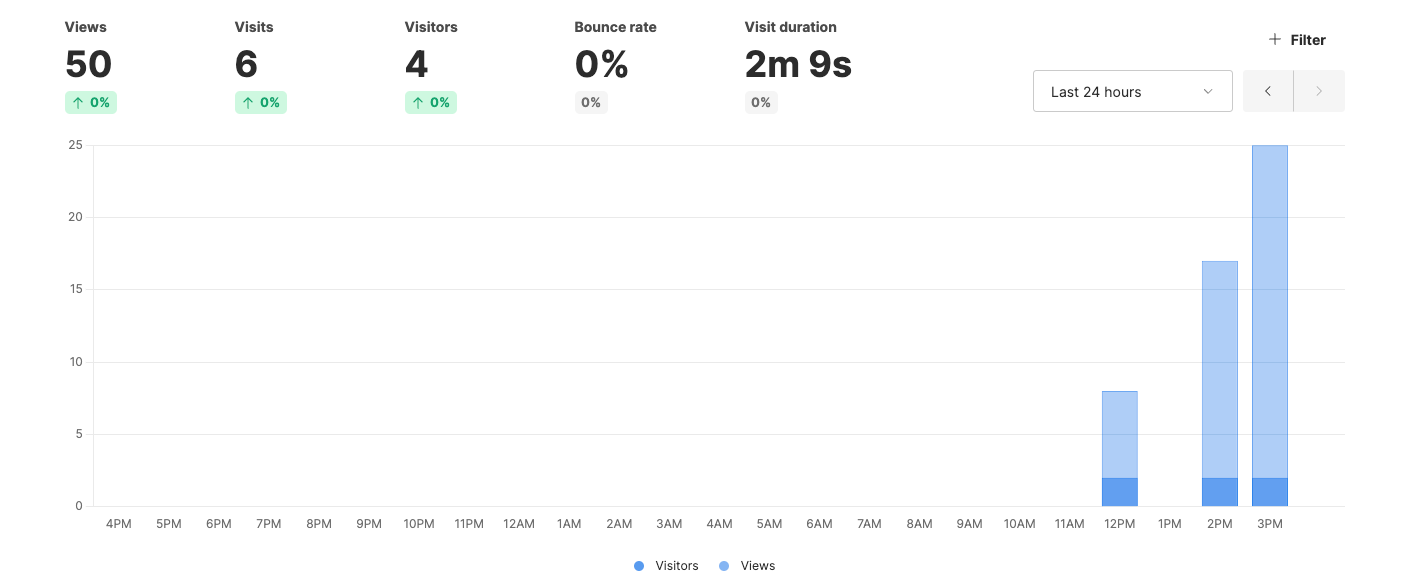 Views Visits Visitors Bounce rate Visit duration
50 6 4 0% 2m 9s
↑ 0% ↑ 0% ↑ 0% 0% 0%
+ Filter
Last 24 hours
25
20
15
10
5
0
4PM 5PM 6PM 7PM 8PM 9PM 10PM 11PM 12AM 1AM 2AM 3AM 4AM 5AM 6AM 7AM 8AM 9AM 10AM 11AM 12PM 1PM 2PM 3PM
Visitors Views